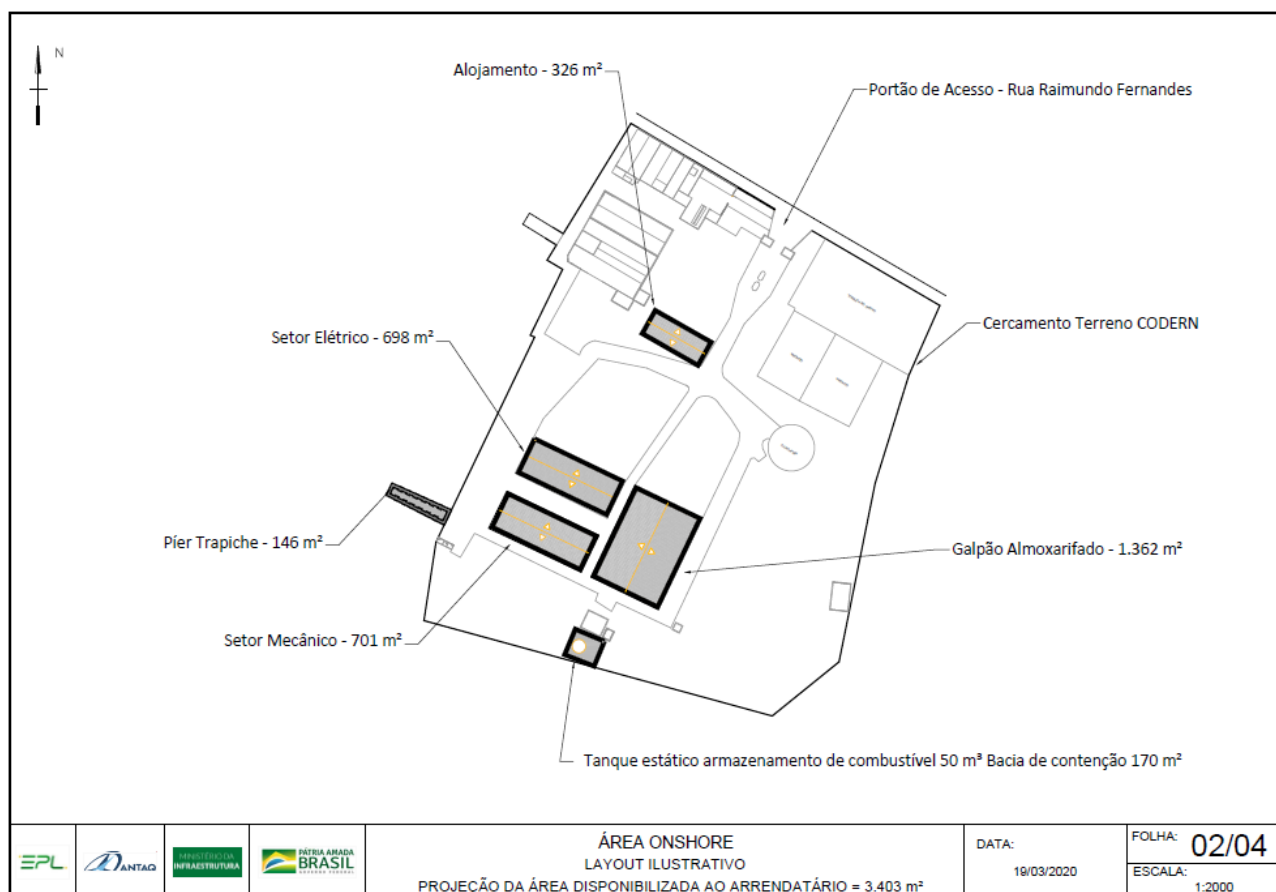 N
Alojamento - 326 m²
Portão de Acesso - Rua Raimundo Fernandes
Setor Elétrico - 698 m²
Cercamento Terreno CODERN
Píer Trapiche - 146 m²
Galpão Almoxarifado - 1.362 m²
Setor Mecânico - 701 m²
Tanque estático armazenamento de combustível 50 m³ Bacia de contenção 170 m²
EPL
ANTAQ
MINISTÉRIO DA
INFRAESTRUTURA
PÁTRIA AMADA
BRASIL
GOVERNO FEDERAL
ÁREA ONSHORE
LAYOUT ILUSTRATIVO
PROJEÇÃO DA ÁREA DISPONIBILIZADA AO ARRENDATÁRIO = 3.403 m²
DATA:
19/03/2020
FOLHA: 02/04
ESCALA:
1:2000